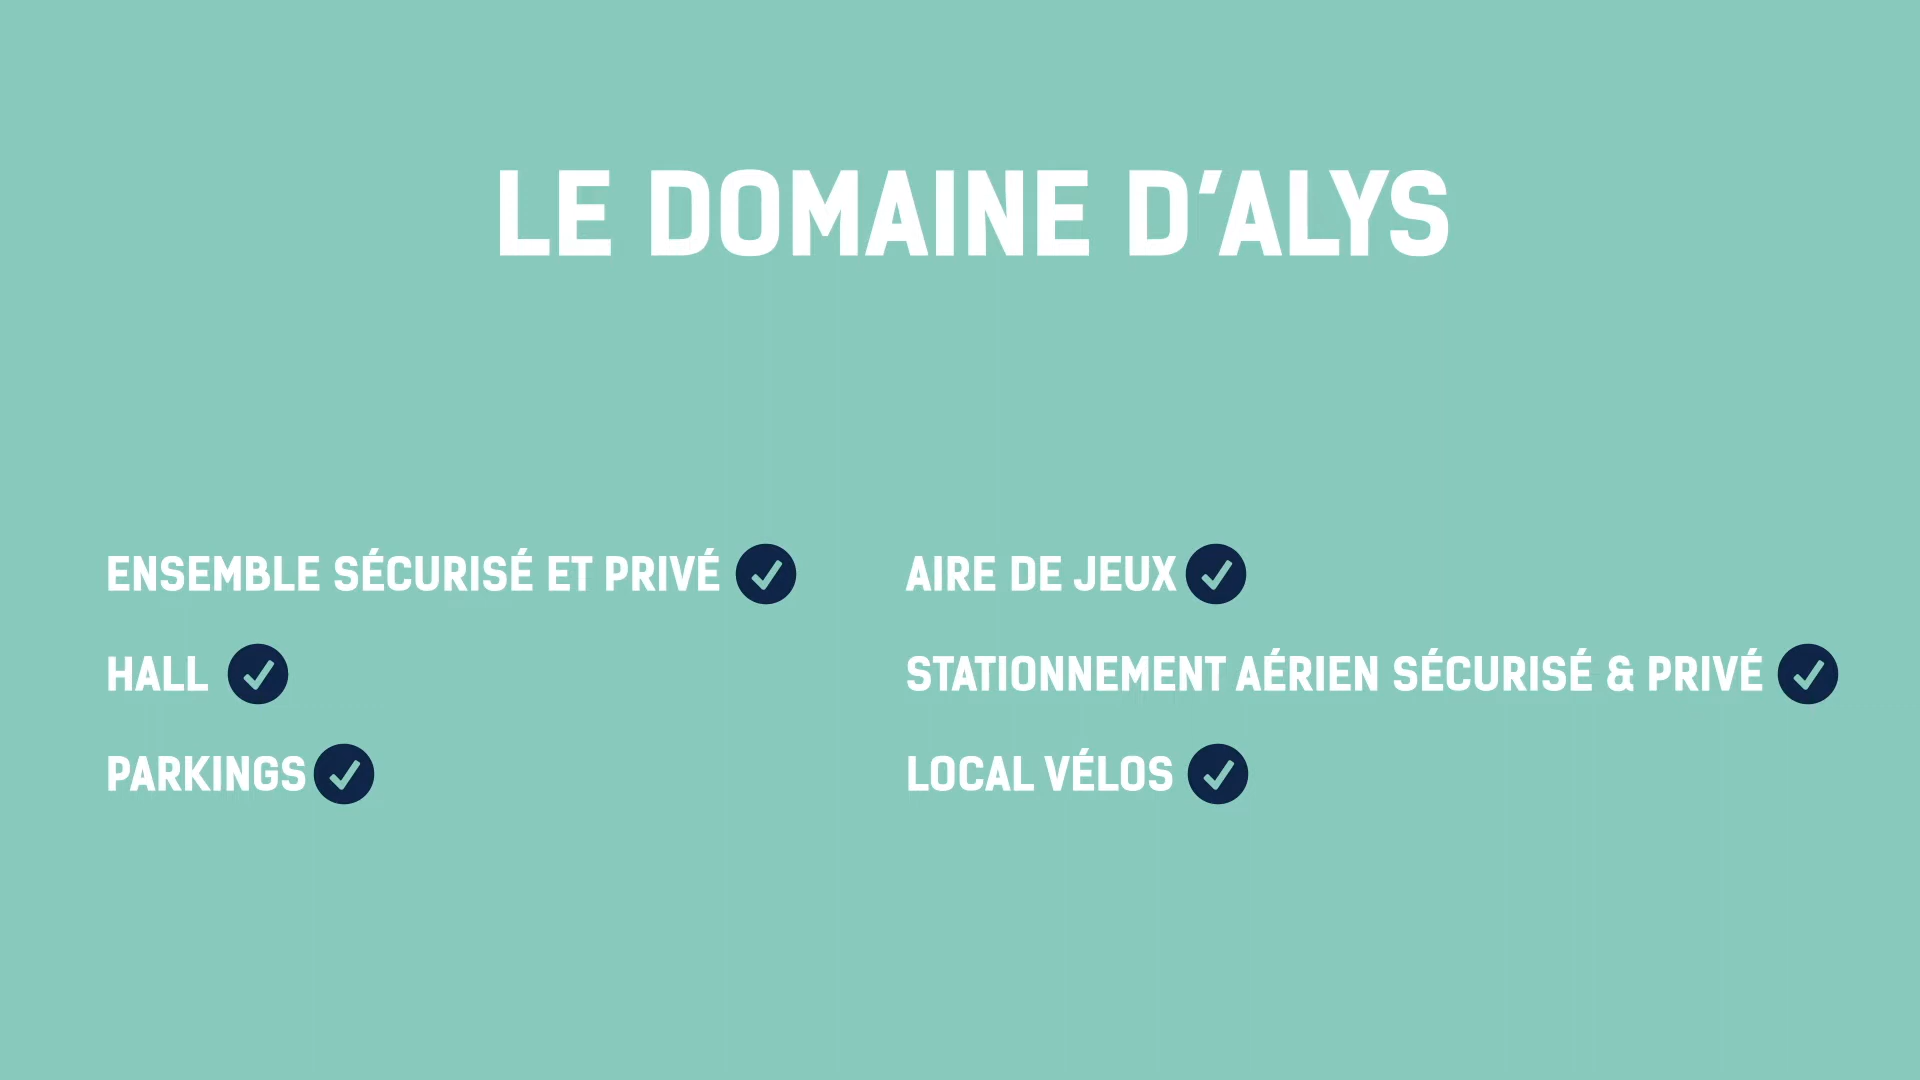 LE DOMAINE D’ALYS
ENSEMBLE SÉCURISÉ ET PRIVÉ
HALL
PARKINGS
AIRE DE JEUX
STATIONNEMENT AÉRIEN SÉCURISÉ & PRIVÉ
LOCAL VÉLOS